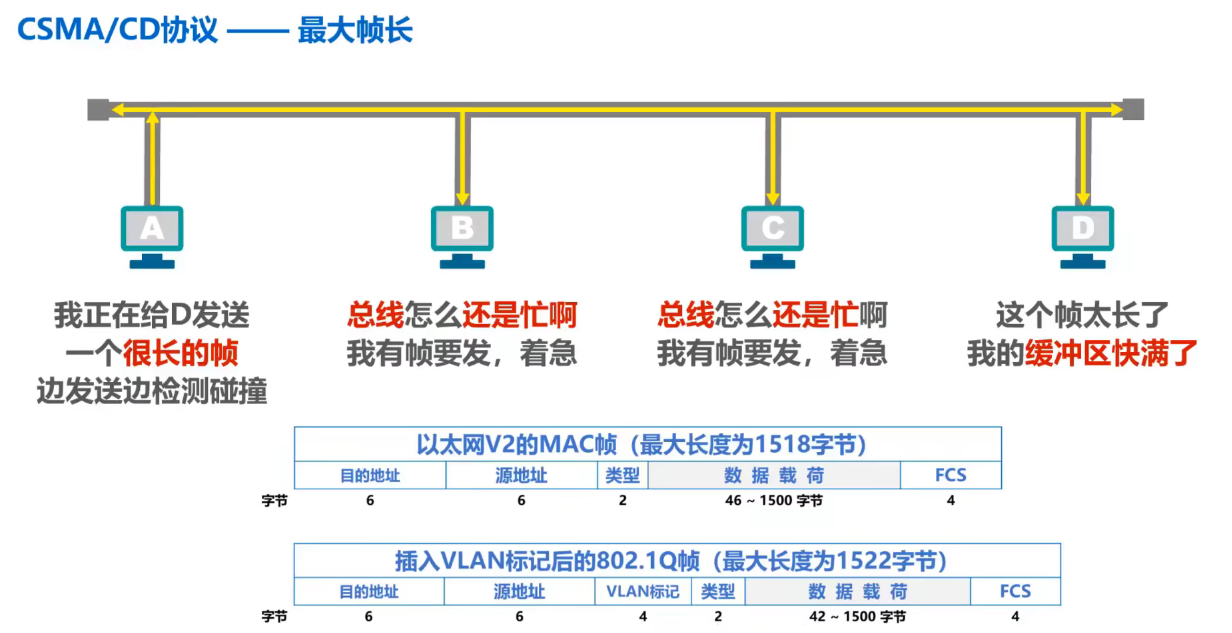 CSMA/CD协议 —— 最大帧长
A
B
C
D
我正在给D发送
一个很长的帧
边发送边检测碰撞
总线怎么还是忙啊
我有帧要发，着急
总线怎么还是忙啊
我有帧要发，着急
这个帧太长了
我的缓冲区快满了
以太网V2的MAC帧（最大长度为1518字节）
目的地址 源地址 类型 数 据 载 荷 FCS
字节 6 6 2 46 ~ 1500 字节 4
插入VLAN标记后的802.1Q帧（最大长度为1522字节）
目的地址 源地址 VLAN标记 类型 数 据 载 荷 FCS
字节 6 6 4 2 42 ~ 1500 字节 4